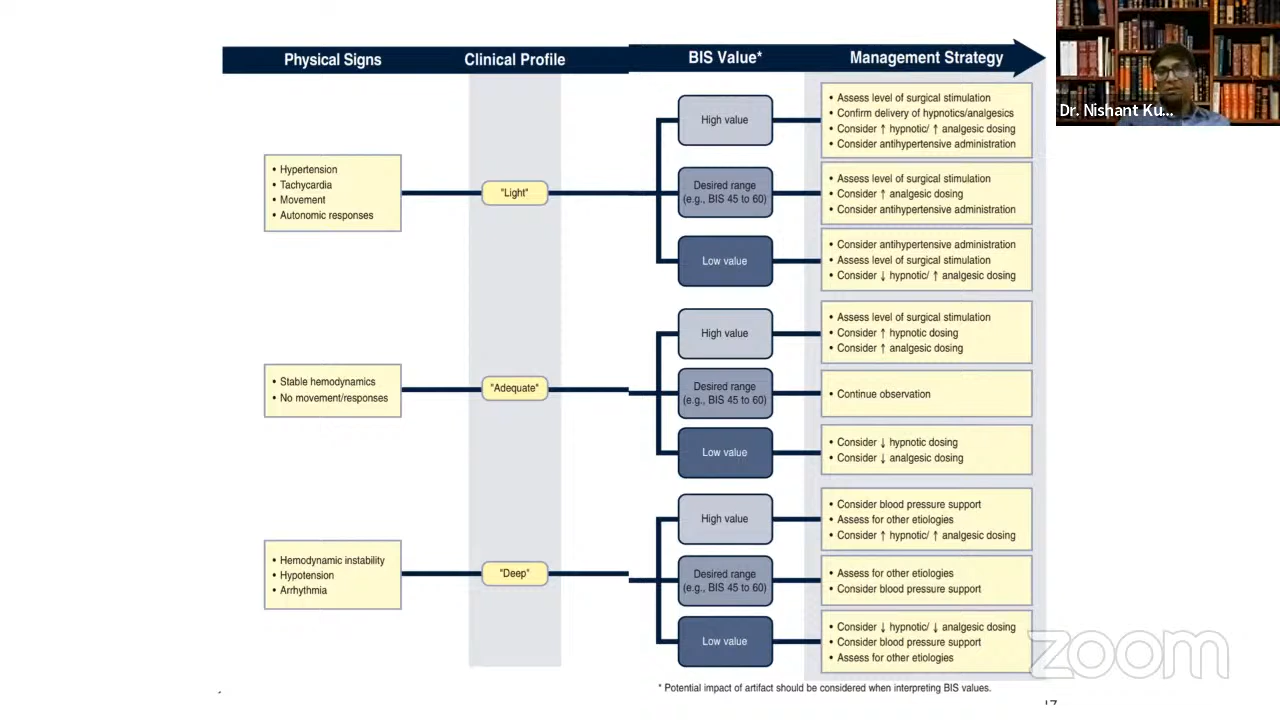 Physical Signs
Clinical Profile
BIS Value*
Management Strategy
Dr. Nishant Ku...
• Hypertension
• Tachycardia
• Movement
• Autonomic responses
"Light"
High value
• Assess level of surgical stimulation
• Confirm delivery of hypnotics/analgesics
• Consider ↑ hypnotic/ ↑ analgesic dosing
• Consider antihypertensive administration
Desired range
(e.g., BIS 45 to 60)
• Assess level of surgical stimulation
• Consider ↑ analgesic dosing
• Consider antihypertensive administration
Low value
• Consider antihypertensive administration
• Assess level of surgical stimulation
• Consider ↓ hypnotic/ ↑ analgesic dosing
• Stable hemodynamics
• No movement/responses
"Adequate"
High value
• Assess level of surgical stimulation
• Consider ↑ hypnotic dosing
• Consider ↑ analgesic dosing
Desired range
(e.g., BIS 45 to 60)
• Continue observation
Low value
• Consider ↓ hypnotic dosing
• Consider ↓ analgesic dosing
• Hemodynamic instability
• Hypotension
• Arrhythmia
"Deep"
High value
• Consider blood pressure support
• Assess for other etiologies
• Consider ↑ hypnotic/ ↑ analgesic dosing
Desired range
(e.g., BIS 45 to 60)
• Assess for other etiologies
• Consider blood pressure support
Low value
• Consider ↓ hypnotic/ ↓ analgesic dosing
• Consider blood pressure support
• Assess for other etiologies
zoom
* Potential impact of artifact should be considered when interpreting BIS values.